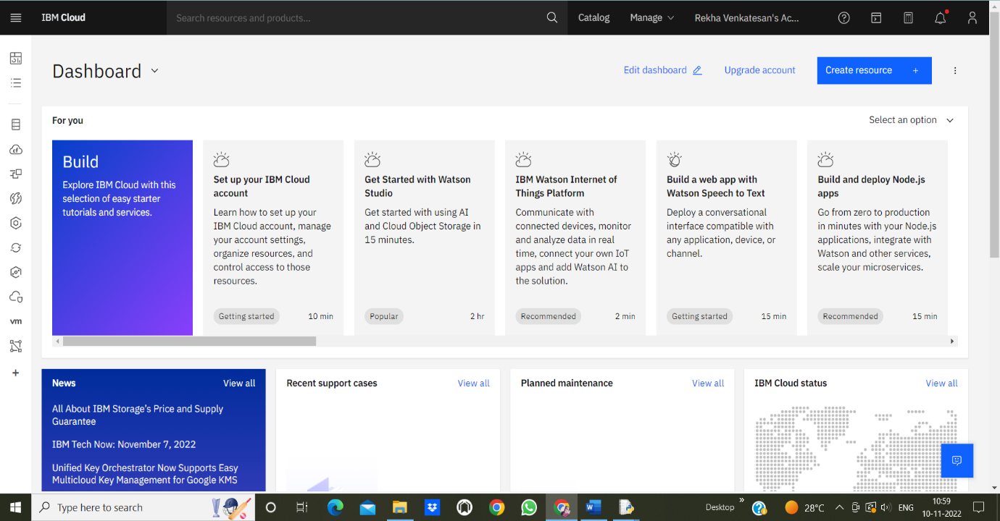 IBM Cloud
Search resources and products...
Catalog
Manage
Rekha Venkatesan's Ac...
Dashboard
Edit dashboard
Upgrade account
Create resource +
For you
Select an option
Build
Explore IBM Cloud with this
selection of easy starter
tutorials and services.
Set up your IBM Cloud
account
Learn how to set up your
IBM Cloud account, manage
your account settings,
organize resources, and
control access to those
resources.
Getting started
10 min
Get Started with Watson
Studio
Get started with using AI
and Cloud Object Storage in
15 minutes.
Popular
2 hr
IBM Watson Internet of
Things Platform
Communicate with
connected devices, monitor
and analyze data in real
time, connect your own IoT
apps and add Watson AI to
the solution.
Recommended
2 min
Build a web app with
Watson Speech to Text
Deploy a conversational
interface compatible with
any application, device, or
channel.
Getting started
15 min
Build and deploy Node.js
apps
Go from zero to production
in minutes with your Node.js
applications, integrate with
Watson and other services,
scale your microservices.
Recommended
15 min
cf
vm
+
News
View all
All About IBM Storage’s Price and Supply
Guarantee
IBM Tech Now: November 7, 2022
Unified Key Orchestrator Now Supports Easy
Multicloud Key Management for Google KMS
Recent support cases
View all
Planned maintenance
View all
IBM Cloud status
View all
Type here to search
Desktop
28°C
ENG
10:59
10-11-2022